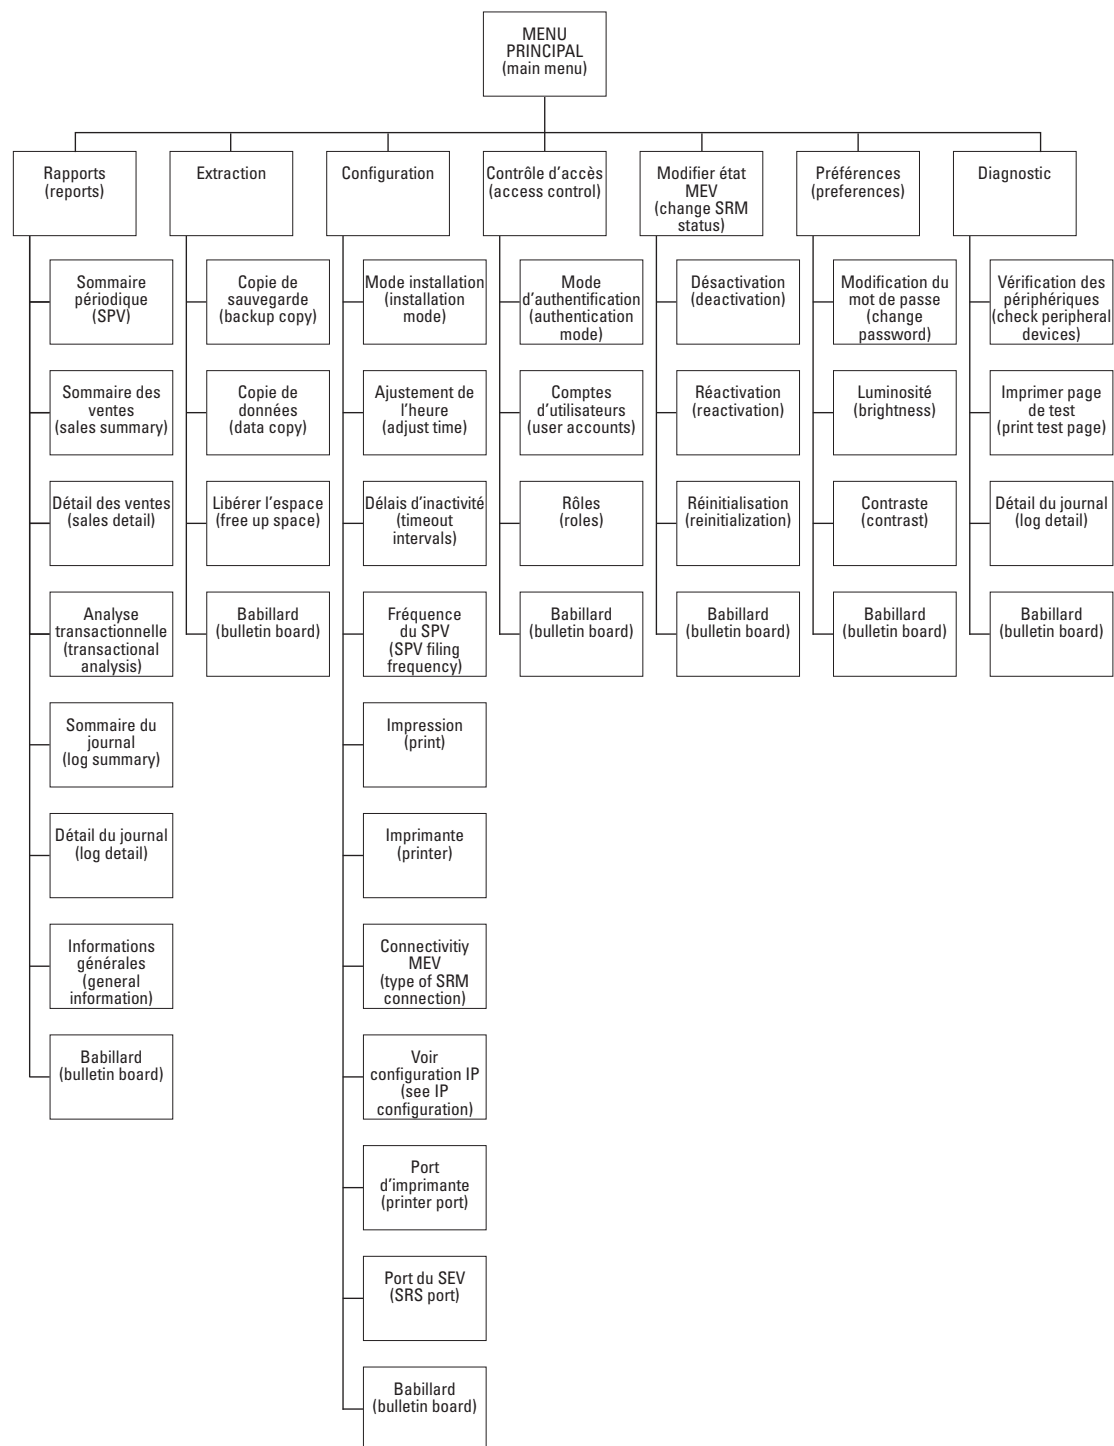 MENU
PRINCIPAL
(main menu)
Rapports
(reports)
Extraction
Configuration
Contrôle d'accès
(access control)
Modifier état
MEV
(change SRM
status)
Préférences
(preferences)
Diagnostic
Sommaire
périodique
(SPV)
Sommaire des
ventes
(sales summary)
Détail des ventes
(sales detail)
Analyse
transactionnelle
(transactional
analysis)
Sommaire du
journal
(log summary)
Détail du journal
(log detail)
Informations
générales
(general
information)
Babillard
(bulletin board)
Copie de
sauvegarde
(backup copy)
Copie de
données
(data copy)
Libérer l'espace
(free up space)
Babillard
(bulletin board)
Mode installation
(installation
mode)
Ajustement de
l'heure
(adjust time)
Délais d'inactivité
(timeout
intervals)
Fréquence
du SPV
(SPV filing
frequency)
Impression
(print)
Imprimante
(printer)
Connectivitiy
MEV
(type of SRM
connection)
Voir
configuration IP
(see IP
configuration)
Port
d'imprimante
(printer port)
Port du SEV
(SRS port)
Babillard
(bulletin board)
Mode
d'authentification
(authentication
mode)
Comptes
d'utilisateurs
(user accounts)
Rôles
(roles)
Babillard
(bulletin board)
Désactivation
(deactivation)
Réactivation
(reactivation)
Réinitialisation
(reinitialization)
Babillard
(bulletin board)
Modification du
mot de passe
(change
password)
Luminosité
(brightness)
Contraste
(contrast)
Babillard
(bulletin board)
Vérification des
périphériques
(check peripheral
devices)
Imprimer page
de test
(print test page)
Détail du journal
(log detail)
Babillard
(bulletin board)